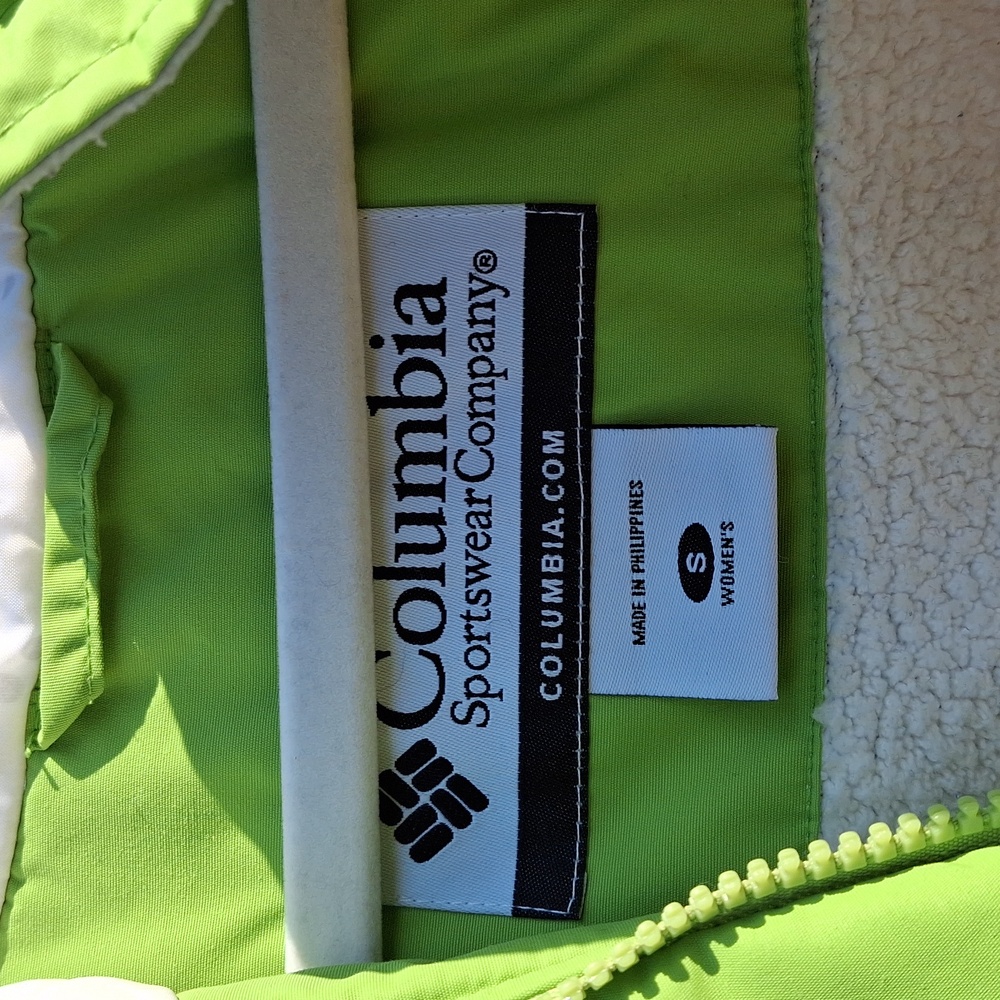 Columbia
Sportswear Company®
COLUMBIA.COM
MADE IN PHILIPPINES
S
WOMEN'S